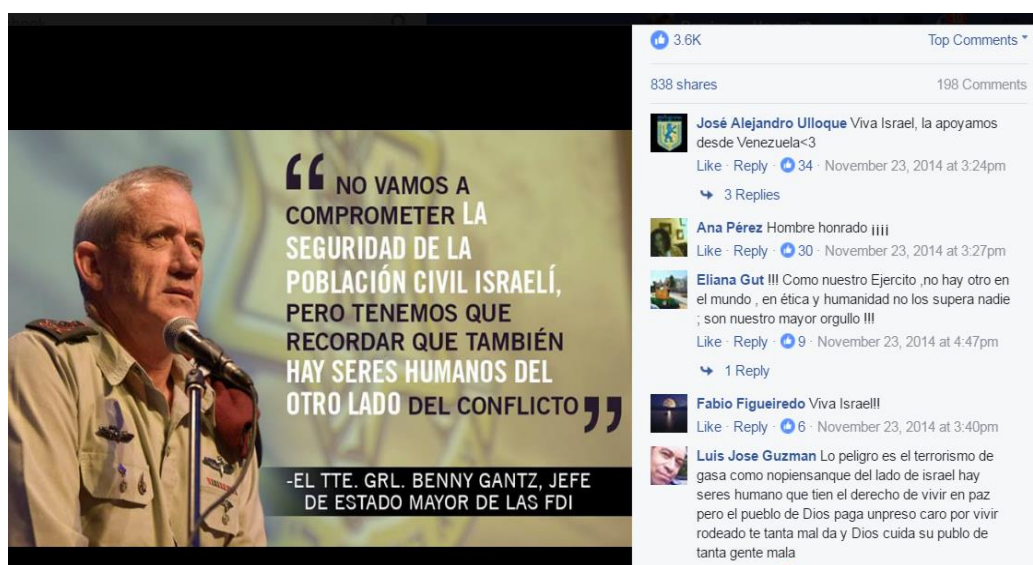 “ NO VAMOS A
COMPROMETER LA
SEGURIDAD DE LA
POBLACIÓN CIVIL ISRAELÍ,
PERO TENEMOS QUE
RECORDAR QUE TAMBIÉN
HAY SERES HUMANOS DEL
OTRO LADO DEL CONFLICTO ”
-EL TTE. GRL. BENNY GANTZ, JEFE
DE ESTADO MAYOR DE LAS FDI
3.6K Top Comments
838 shares 198 Comments
José Alejandro Ulloque Viva Israel, la apoyamos
desde Venezuela<3
Like · Reply · 34 · November 23, 2014 at 3:24pm
3 Replies
Ana Pérez Hombre honrado ¡¡¡¡
Like · Reply · 30 · November 23, 2014 at 3:27pm
Eliana Gut !!! Como nuestro Ejercito ,no hay otro en
el mundo , en ética y humanidad no los supera nadie
; son nuestro mayor orgullo !!!
Like · Reply · 9 · November 23, 2014 at 4:47pm
1 Reply
Fabio Figueiredo Viva Israel!!!
Like · Reply · 6 · November 23, 2014 at 3:40pm
Luis Jose Guzman Lo peligro es el terrorismo de
gasa como nopiensanque del lado de israel hay
seres humano que tien el derecho de vivir en paz
pero el pueblo de Dios paga unpreso caro por vivir
rodeado te tanta mal da y Dios cuida su publo de
tanta gente mala